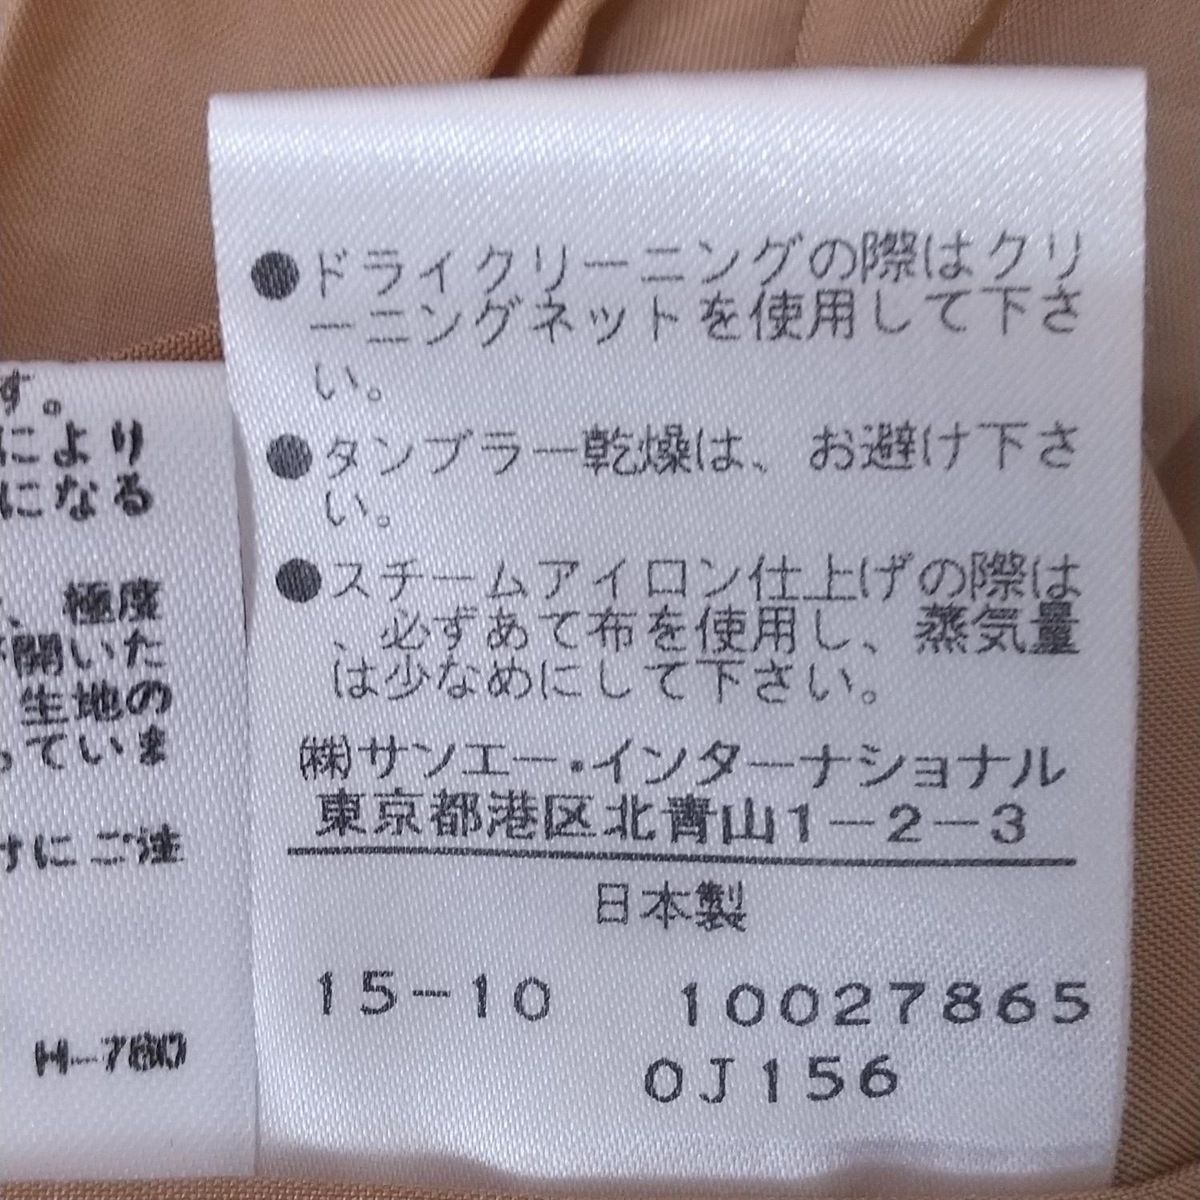 す。
により
になる
、極度
開いた
生地の
っていま
けにご注
H-780
●ドライクリーニングの際はクリ
ーニングネットを使用して下さ
い。
●タンブラー乾燥は、お避け下さ
い。
●スチームアイロン仕上げの際は
、必ずあて布を使用し、蒸気量
は少なめにして下さい。
㈱サンエー・インターナショナル
東京都港区北青山1-2-3
日本製
15-10 10027865
0J156